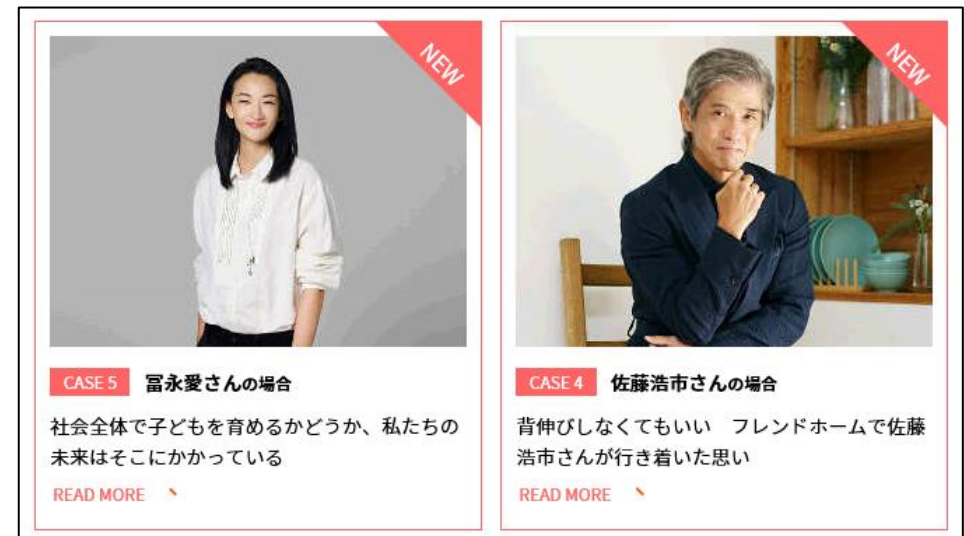 NEW
CASE 5 冨永愛さんの場合
社会全体で子どもを育めるかどうか、私たちの
未来はそこにかかっている
READ MORE
NEW
CASE 4 佐藤浩市さんの場合
背伸びしなくてもいい　フレンドホームで佐藤
浩市さんが行き着いた思い
READ MORE